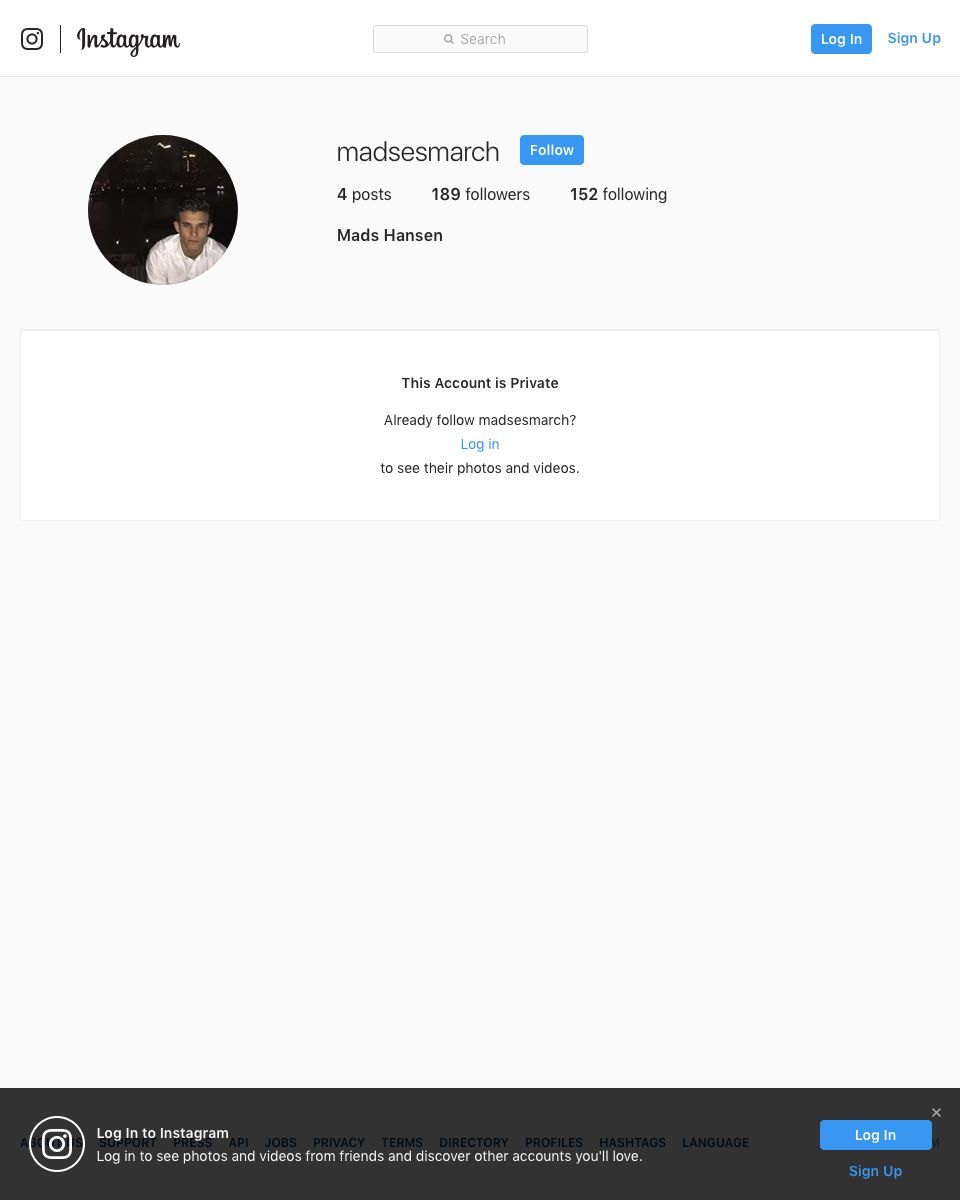 Instagram
Search
Log In
Sign Up
madsesmarch
Follow
4 posts 189 followers 152 following
Mads Hansen
This Account is Private
Already follow madsesmarch?
Log in
to see their photos and videos.
Log In to Instagram
Log in to see photos and videos from friends and discover other accounts you'll love.
SUPPORT PRESS API JOBS PRIVACY TERMS DIRECTORY PROFILES HASHTAGS LANGUAGE
Log In
Sign Up